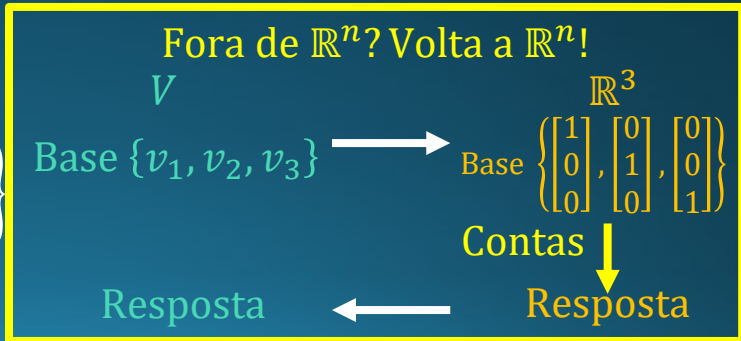 Fora de ℝⁿ? Volta a ℝⁿ!
V ℝ³
Base {v₁, v₂, v₃} Base {[1 0 0], [0 1 0], [0 0 1]}
Contas
Resposta Resposta